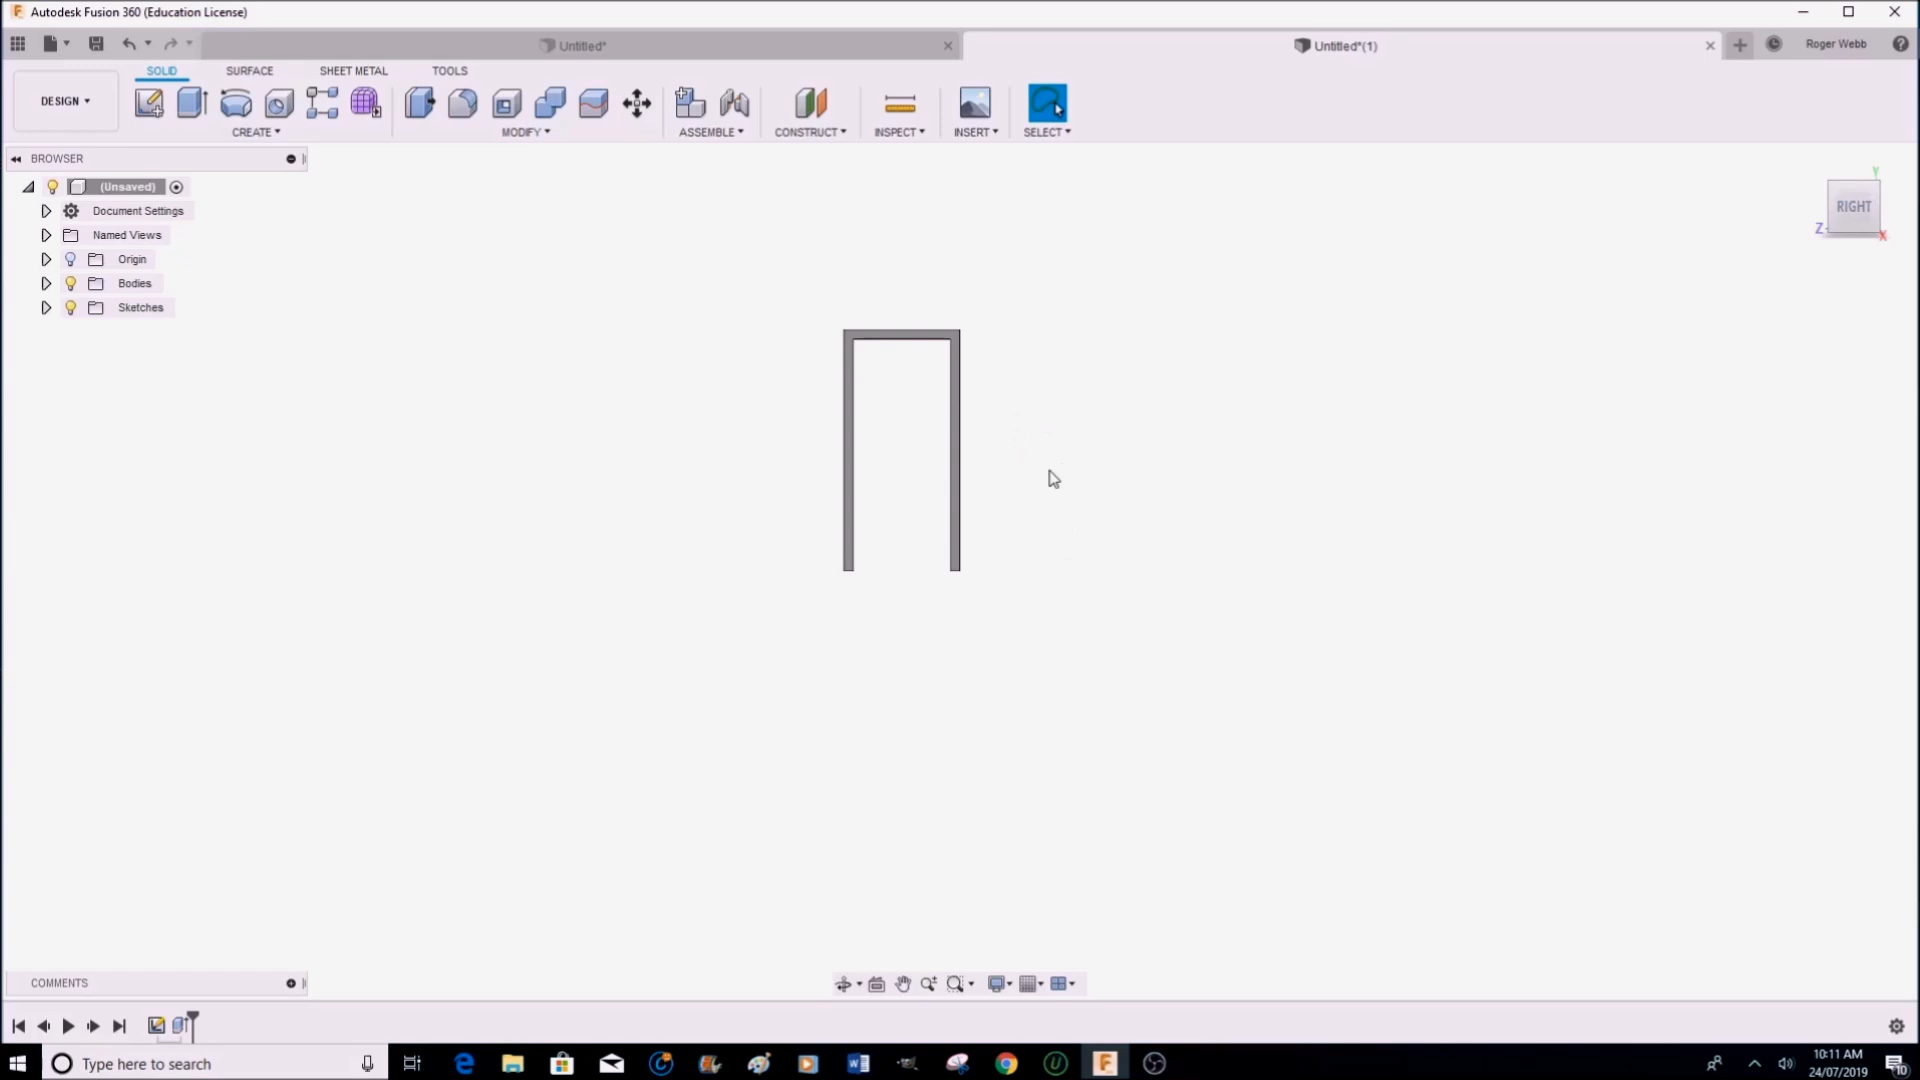 Autodesk Fusion 360 (Education License)
Untitled*
Untitled*(1)
Roger Webb
DESIGN
SOLID
SURFACE
SHEET METAL
TOOLS
CREATE
MODIFY
ASSEMBLE
CONSTRUCT
INSPECT
INSERT
SELECT
BROWSER
(Unsaved)
Document Settings
Named Views
Origin
Bodies
Sketches
Y
RIGHT
Z
X
COMMENTS
Type here to search
10:11 AM
24/07/2019
10